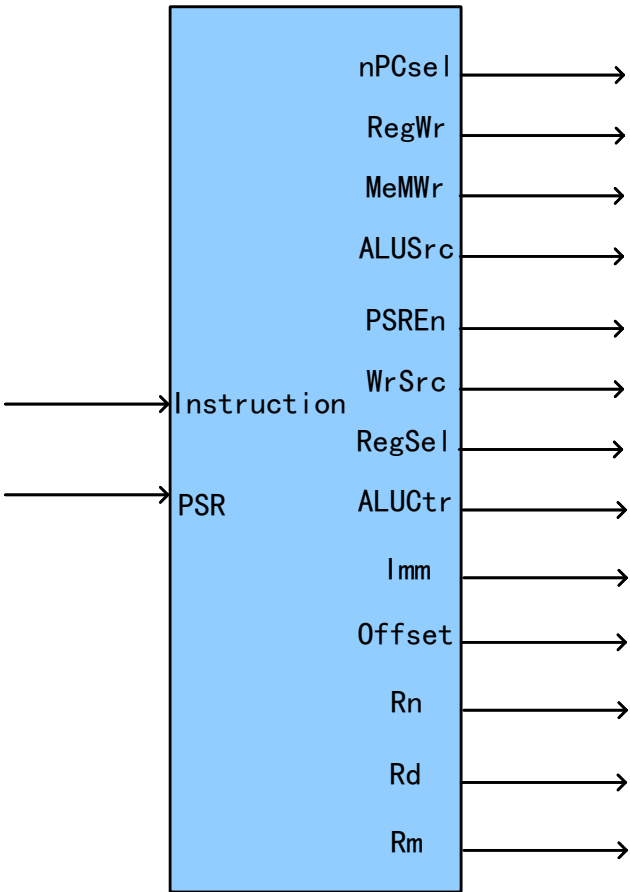 nPCsel
RegWr
MeMWr
ALUSrc
PSREn
WrSrc
Instruction
RegSel
PSR
ALUCtr
Imm
Offset
Rn
Rd
Rm